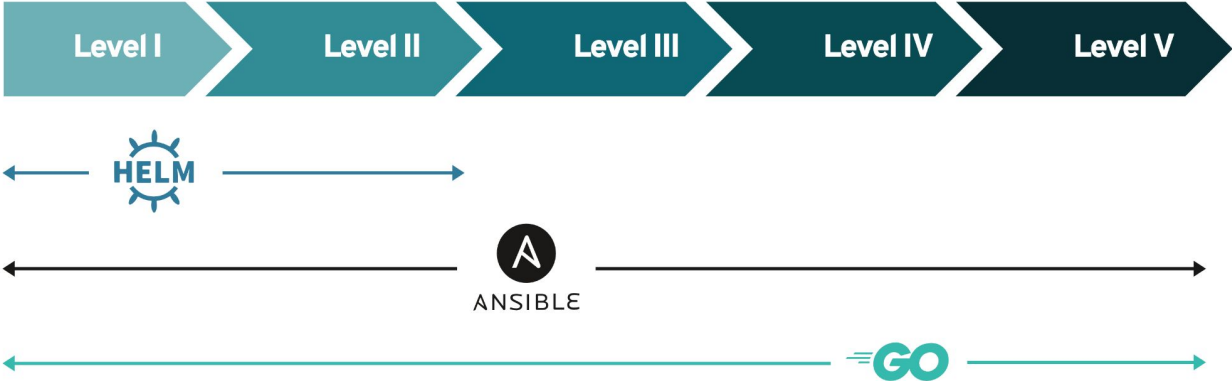 Level I
Level II
Level III
Level IV
Level V
HELM
ANSIBLE
GO